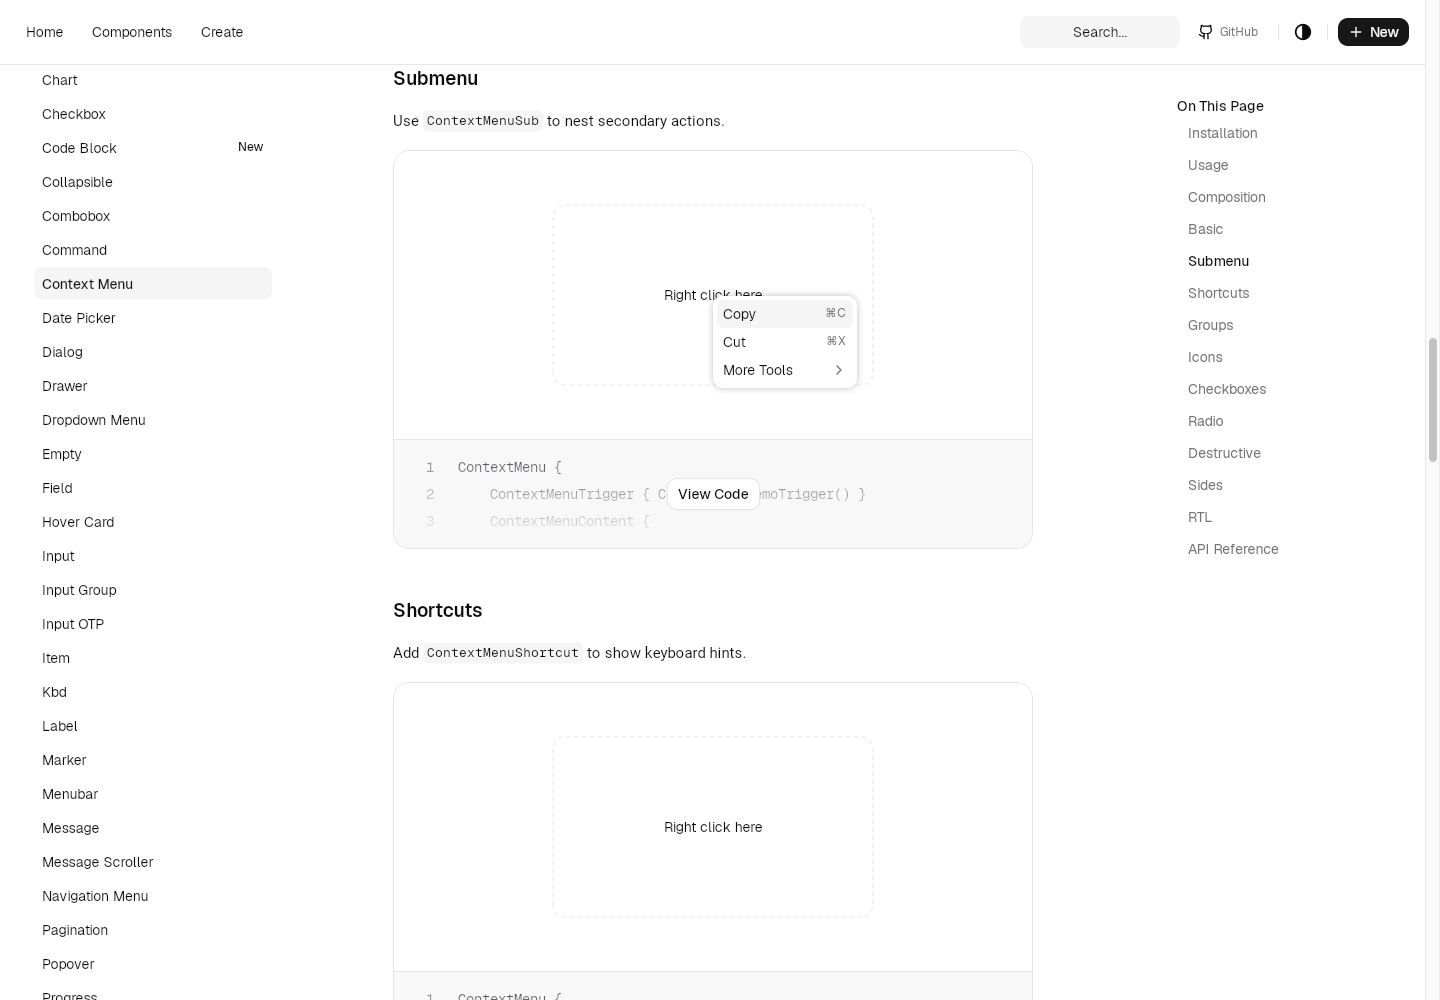 Home
Components
Create
Search...
GitHub
New
Chart
Checkbox
Code Block New
Collapsible
Combobox
Command
Context Menu
Date Picker
Dialog
Drawer
Dropdown Menu
Empty
Field
Hover Card
Input
Input Group
Input OTP
Item
Kbd
Label
Marker
Menubar
Message
Message Scroller
Navigation Menu
Pagination
Popover
Progress
Submenu
Use ContextMenuSub to nest secondary actions.
Right click here
Copy ⌘C
Cut ⌘X
More Tools
1 ContextMenu {
2 ContextMenuTrigger { C emoTrigger() }
View Code
3 ContextMenuContent {
Shortcuts
Add ContextMenuShortcut to show keyboard hints.
Right click here
1 ContextMenu {
On This Page
Installation
Usage
Composition
Basic
Submenu
Shortcuts
Groups
Icons
Checkboxes
Radio
Destructive
Sides
RTL
API Reference